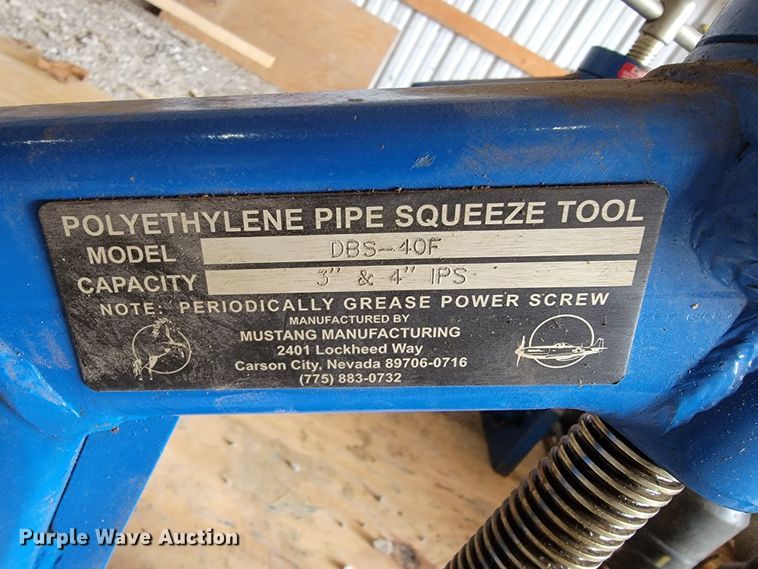 POLYETHYLENE PIPE SQUEEZE TOOL
MODEL DBS-40F
CAPACITY 3" & 4" IPS
NOTE: PERIODICALLY GREASE POWER SCREW
MANUFACTURED BY
MUSTANG MANUFACTURING
2401 Lockheed Way
Carson City, Nevada 89706-0716
(775) 883-0732
Purple Wave Auction